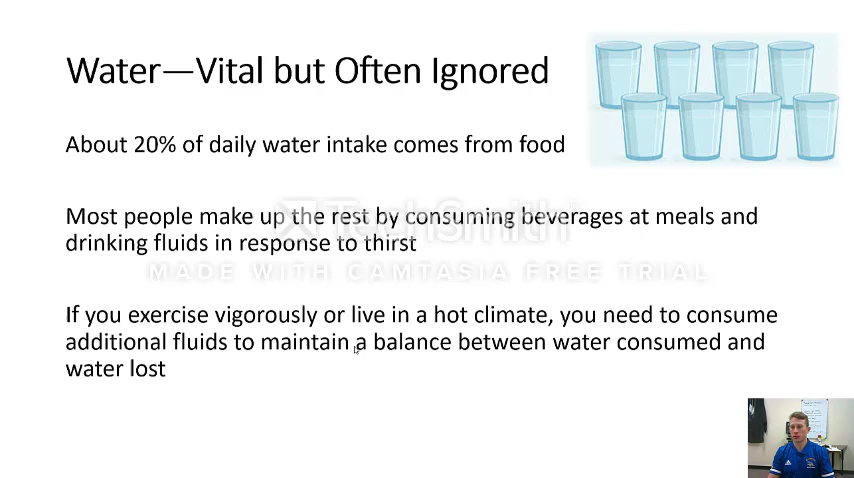 Water—Vital but Often Ignored
About 20% of daily water intake comes from food
Most people make up the rest by consuming beverages at meals and
drinking fluids in response to thirst
TechSmith
MADE WITH CAMTASIA FREE TRIAL
If you exercise vigorously or live in a hot climate, you need to consume
additional fluids to maintain a balance between water consumed and
water lost